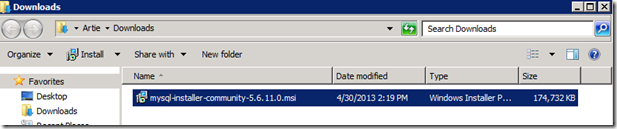 Downloads
Artie ▸ Downloads
Search Downloads
Organize Install Share with New folder
Favorites
Desktop
Downloads
Recent Places
Name Date modified Type Size
mysql-installer-community-5.6.11.0.msi 4/30/2013 2:19 PM Windows Installer P... 174,732 KB